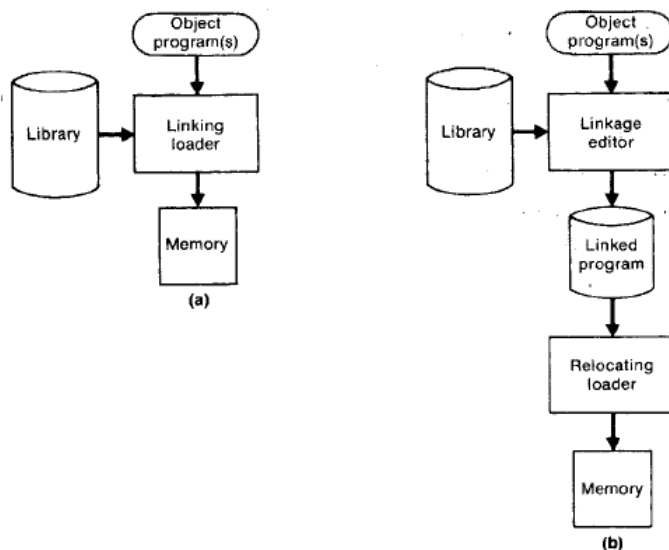 Object
program(s)
Library
Linking
loader
Memory
(a)
Object
program(s)
Library
Linkage
editor
Linked
program
Relocating
loader
Memory
(b)